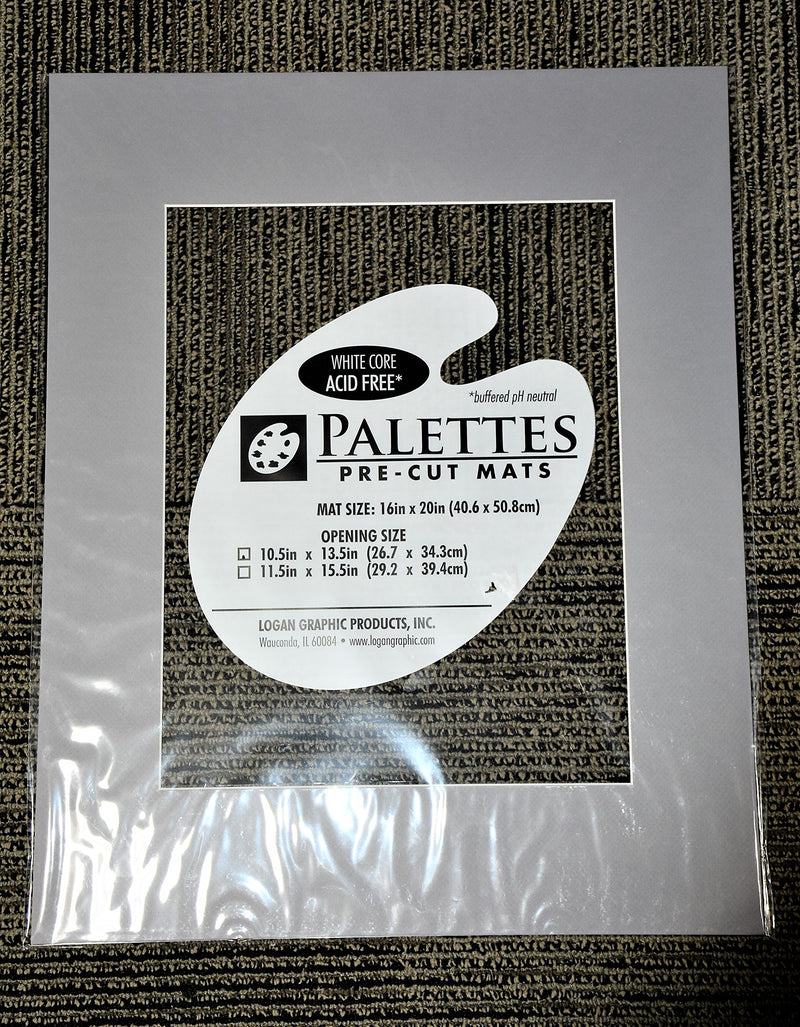 WHITE CORE
ACID FREE*
*buffered pH neutral
PALETTES
PRE-CUT MATS
MAT SIZE: 16in x 20in (40.6 x 50.8cm)
OPENING SIZE
10.5in x 13.5in (26.7 x 34.3cm)
11.5in x 15.5in (29.2 x 39.4cm)
LOGAN GRAPHIC PRODUCTS, INC.
Wauconda, IL 60084 • www.logangraphic.com